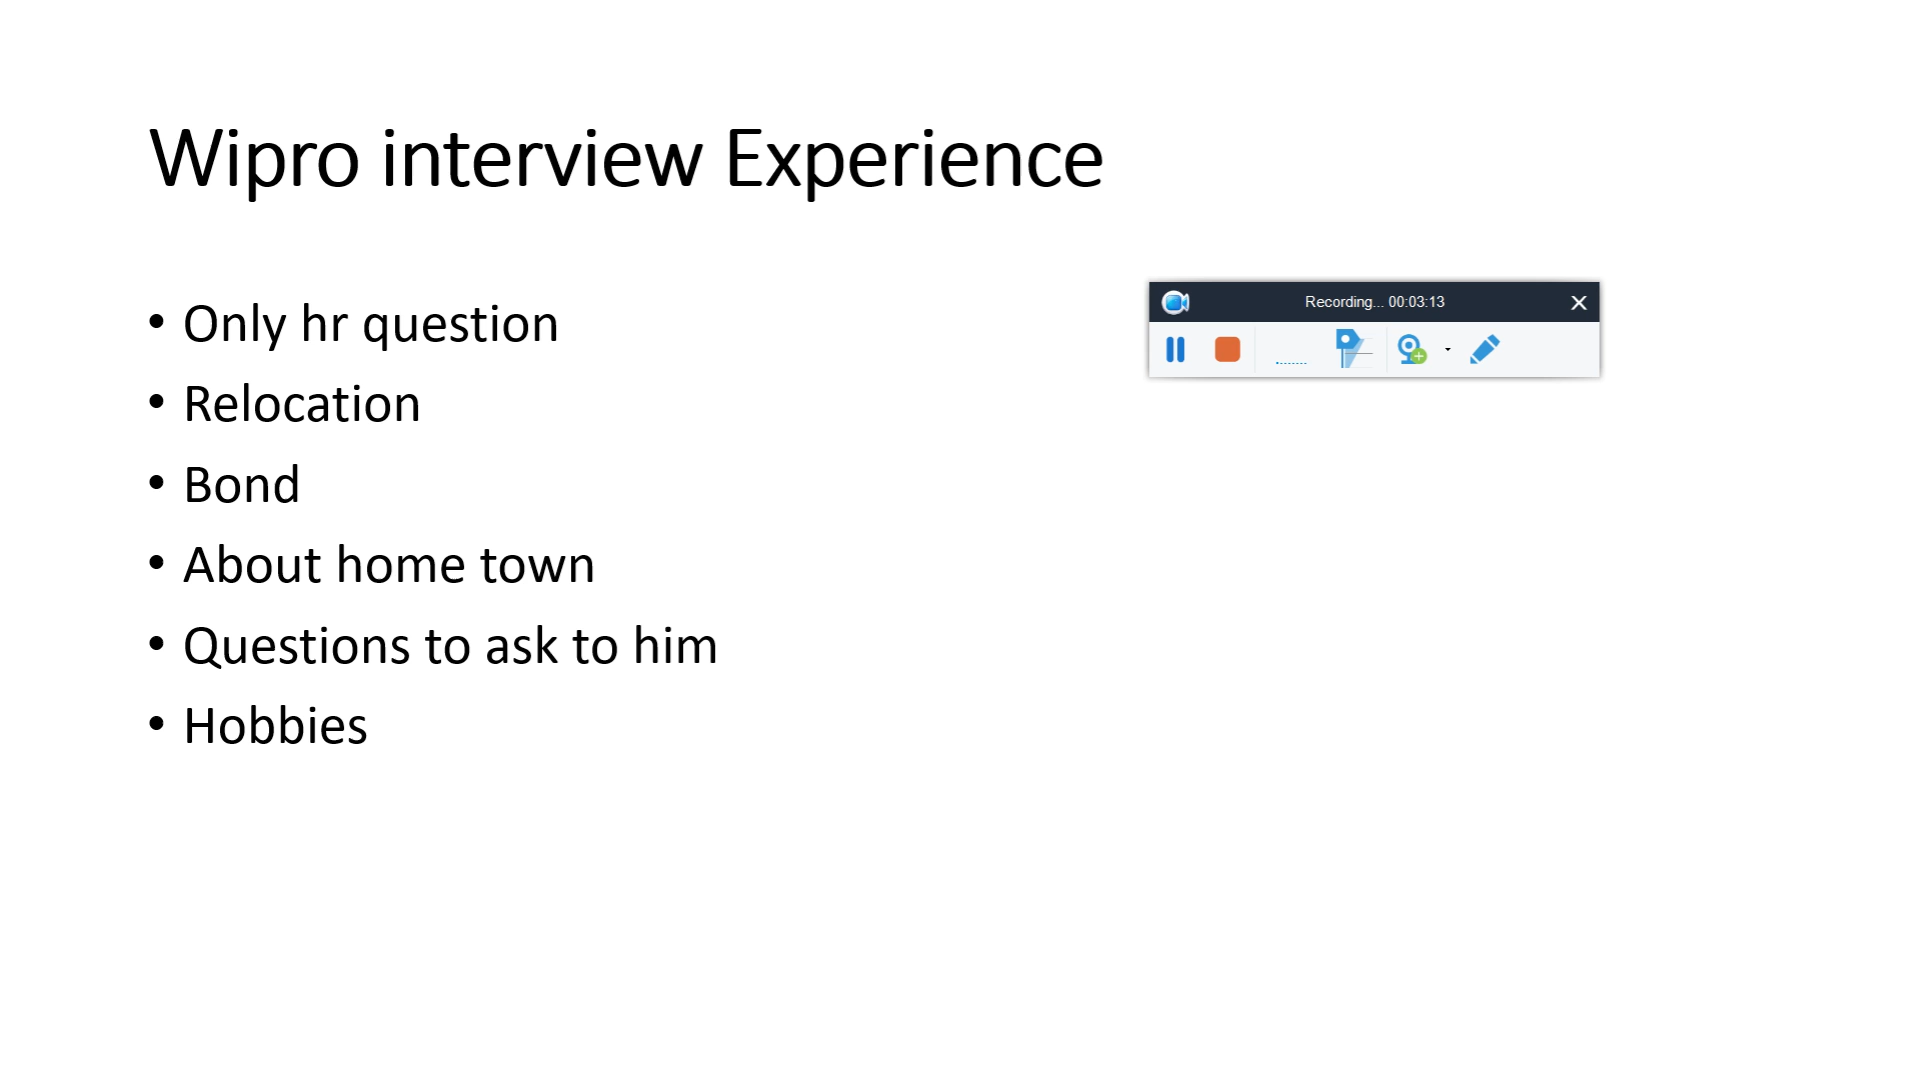 Wipro interview Experience
• Only hr question
• Relocation
• Bond
• About home town
• Questions to ask to him
• Hobbies
Recording... 00:03:13